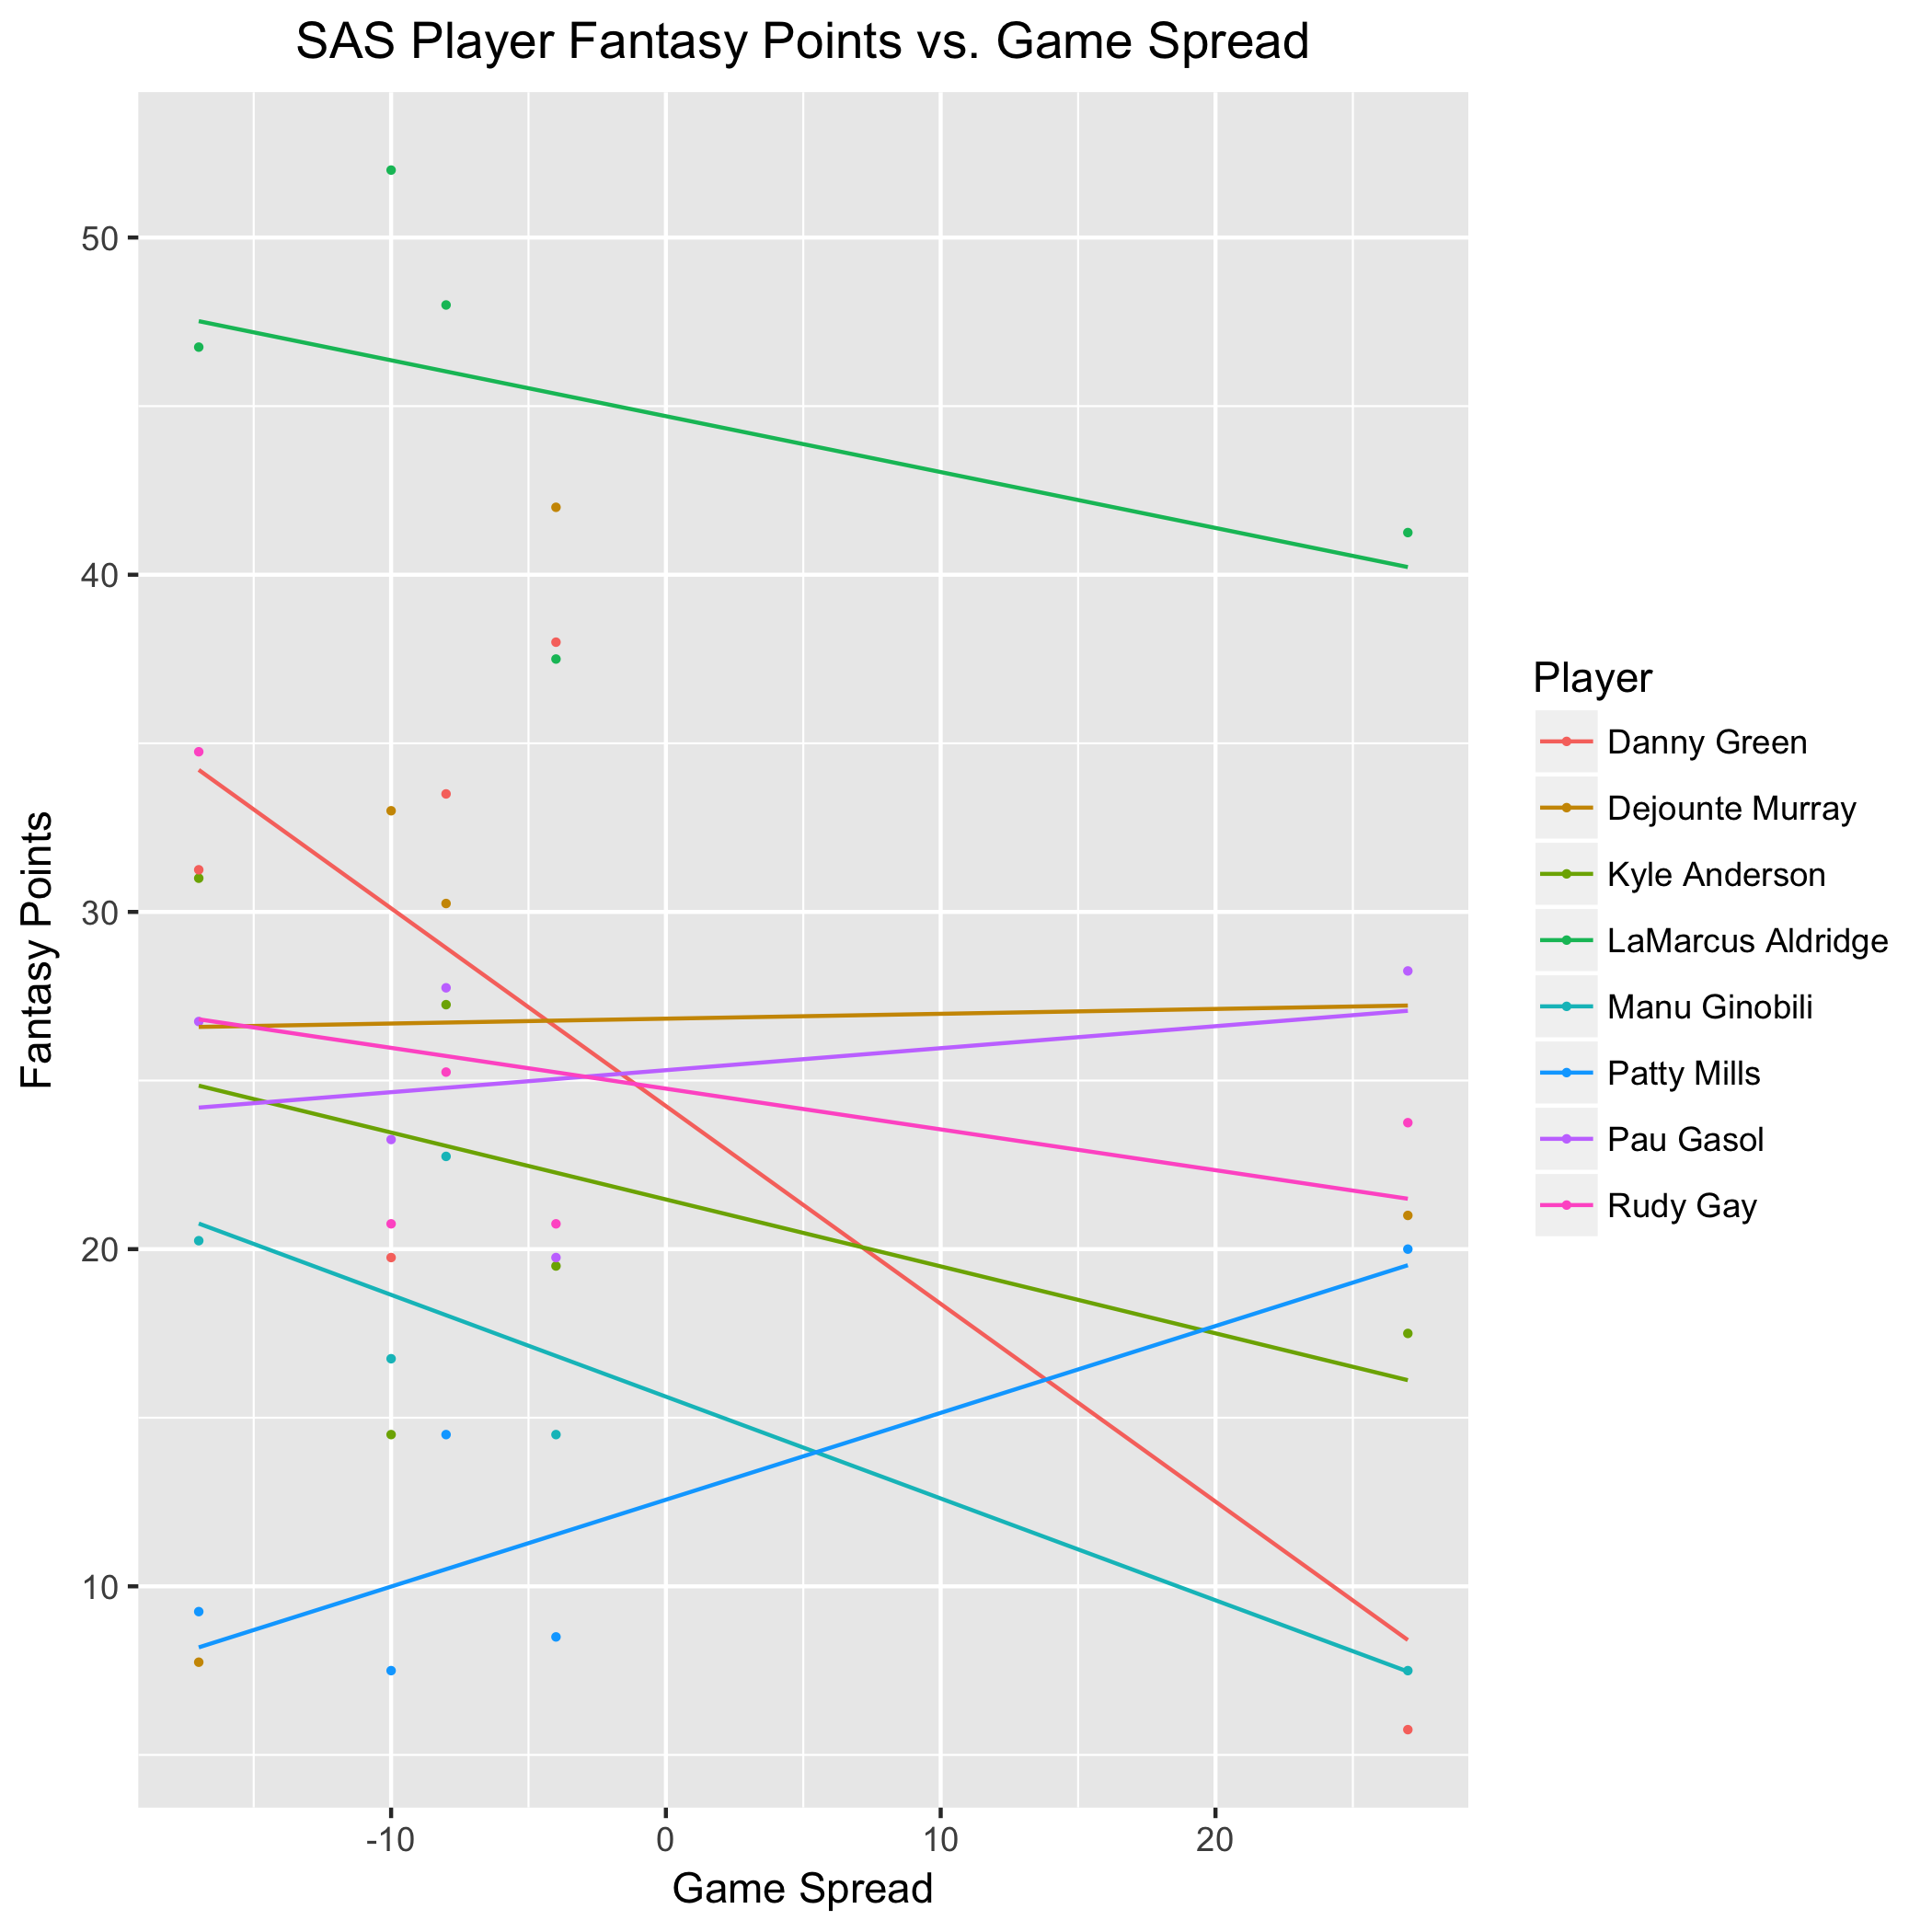 SAS Player Fantasy Points vs. Game Spread
Fantasy Points
50
40
30
20
10
-10
0
10
20
Game Spread
Player
Danny Green
Dejounte Murray
Kyle Anderson
LaMarcus Aldridge
Manu Ginobili
Patty Mills
Pau Gasol
Rudy Gay